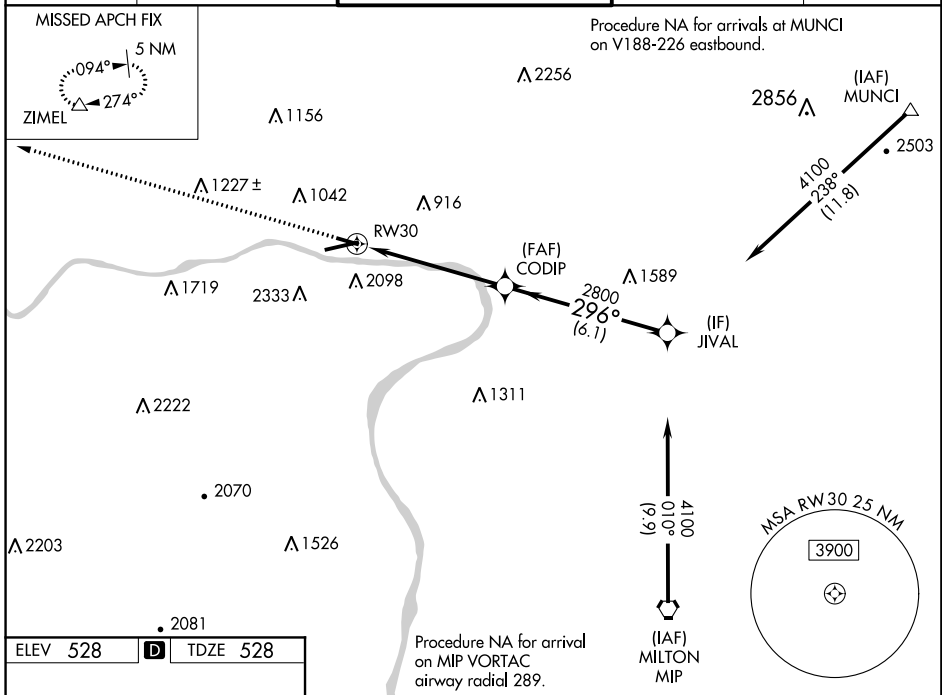 MISSED APCH FIX
5 NM
094°
274°
ZIMEL
Procedure NA for arrivals at MUNCI
on V188-226 eastbound.
2256
(IAF)
MUNCI
2856
2503
1156
4100
238°
(11.8)
1227 ±
1042
916
RW30
(FAF)
CODIP
1719
2333
2098
1589
2800
296°
(6.1)
(IF)
JIVAL
1311
2222
2070
4100
010°
(9.9)
MSA RW30 25 NM
3900
2203
1526
2081
(IAF)
MILTON
MIP
Procedure NA for arrival
on MIP VORTAC
airway radial 289.
ELEV 528 D TDZE 528